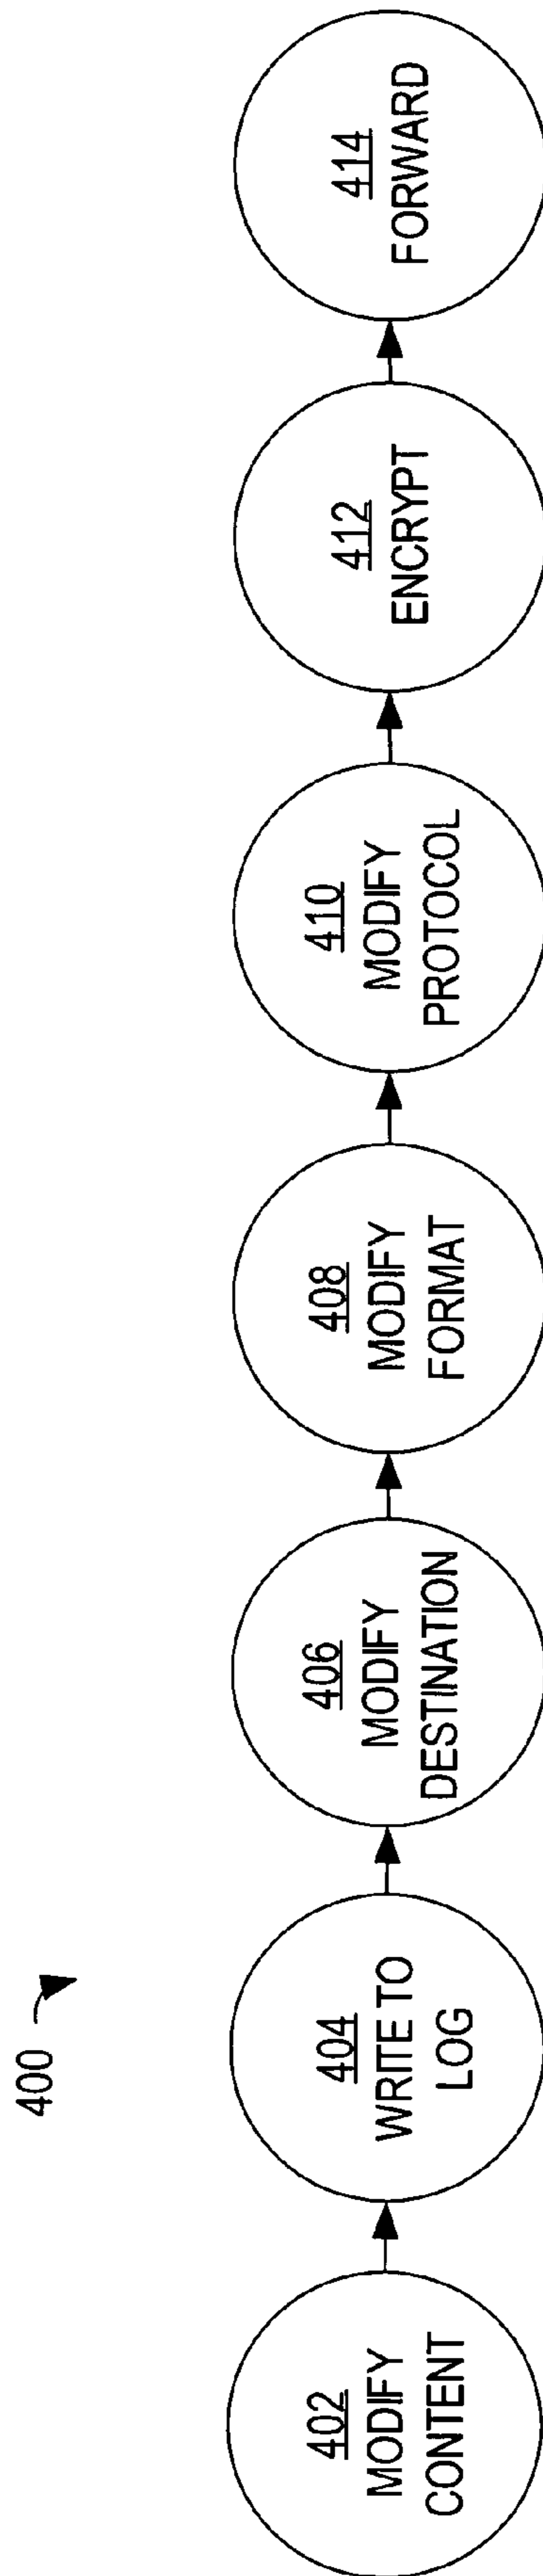 400
402
MODIFY
CONTENT
404
WRITE TO
LOG
406
MODIFY
DESTINATION
408
MODIFY
FORMAT
410
MODIFY
PROTOCOL
412
ENCRYPT
414
FORWARD